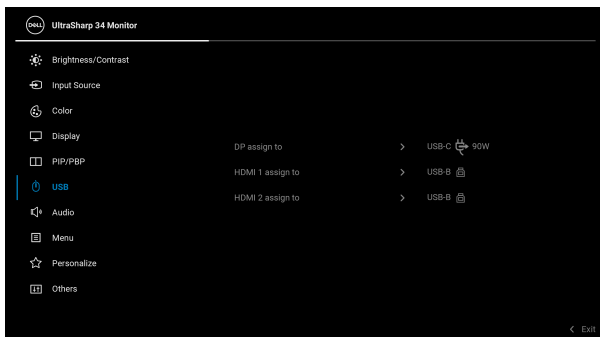 DELL UltraSharp 34 Monitor
Brightness/Contrast
Input Source
Color
Display
PIP/PBP
USB
Audio
Menu
Personalize
Others
DP assign to > USB-C 90W
HDMI 1 assign to > USB-B
HDMI 2 assign to > USB-B
< Exit